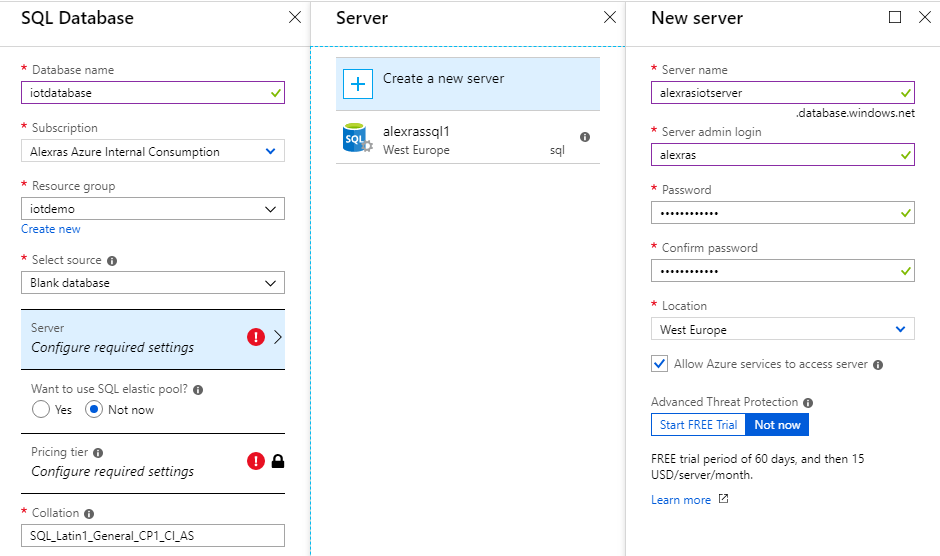 SQL Database
* Database name
iotdatabase
* Subscription
Alexras Azure Internal Consumption
* Resource group
iotdemo
Create new
* Select source
Blank database
Server
Configure required settings
Want to use SQL elastic pool?
Yes
Not now
Pricing tier
Configure required settings
* Collation
SQL_Latin1_General_CP1_CI_AS
Server
Create a new server
SQL
alexrassql1
West Europe
sql
New server
* Server name
alexrasiotserver
.database.windows.net
* Server admin login
alexras
* Password
••••••••••••
* Confirm password
••••••••••••
* Location
West Europe
Allow Azure services to access server
Advanced Threat Protection
Start FREE Trial
Not now
FREE trial period of 60 days, and then 15
USD/server/month.
Learn more